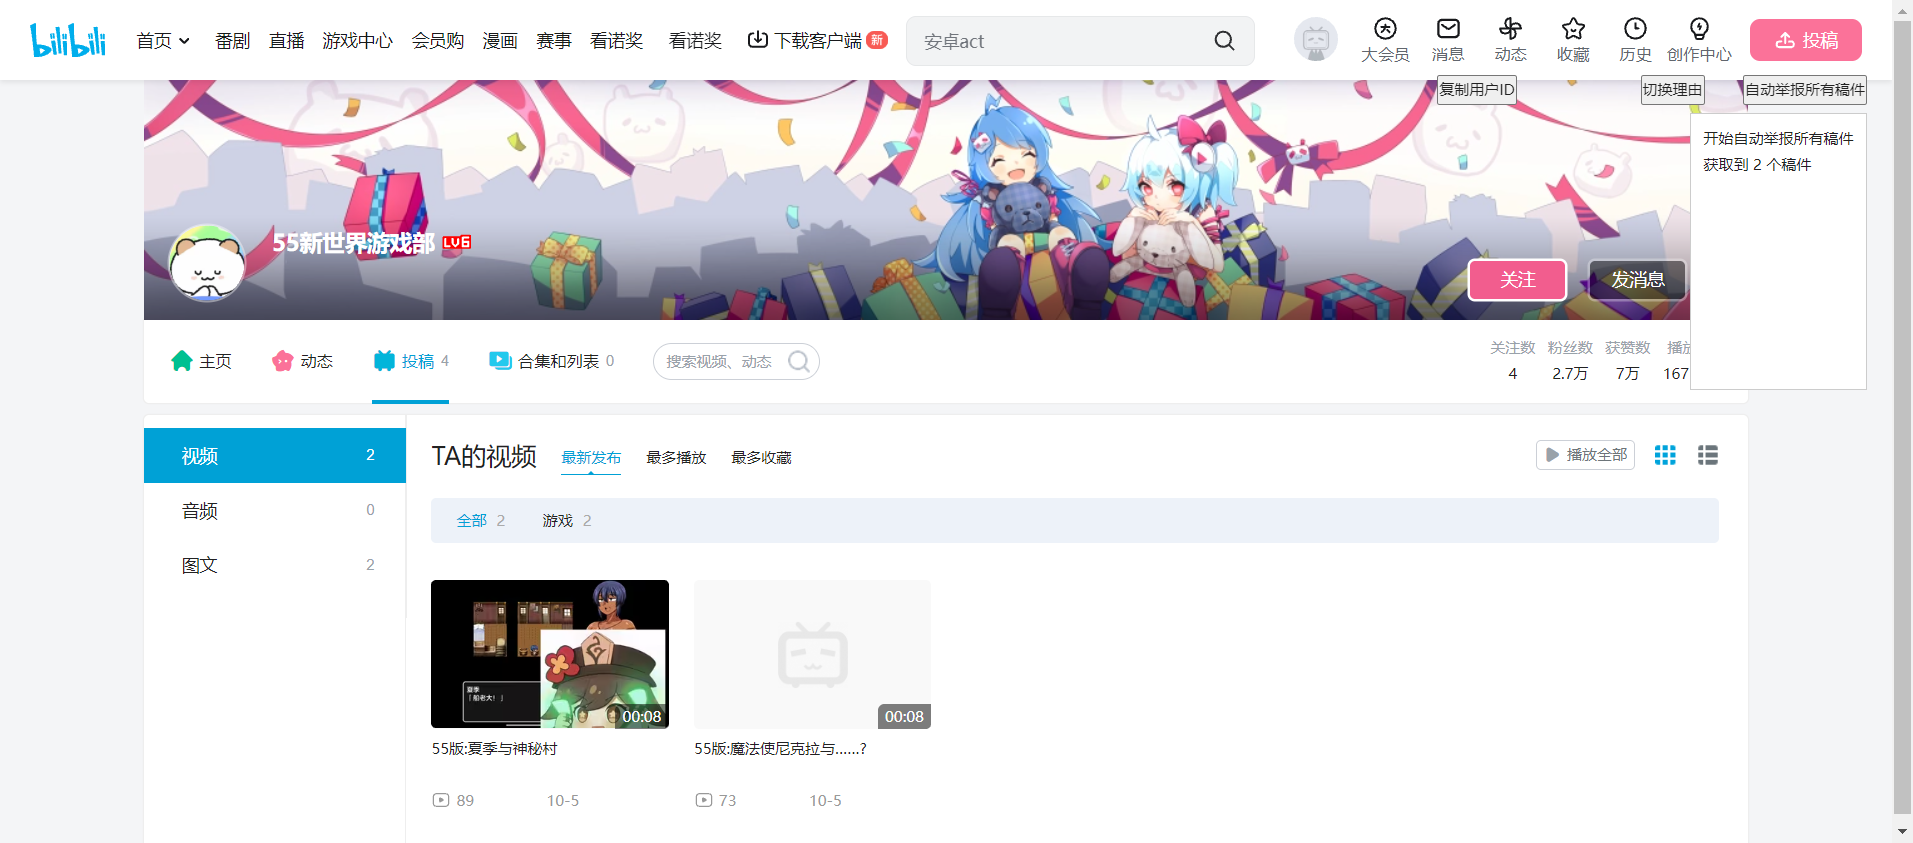 bilibili
首页 番剧 直播 游戏中心 会员购 漫画 赛事 看诺奖 看诺奖 下载客户端 新
安卓act
大会员 消息 动态 收藏 历史 创作中心 投稿
复制用户ID 切换理由 自动举报所有稿件
开始自动举报所有稿件
获取到 2 个稿件
55新世界游戏部 LV6
关注 发消息
主页 动态 投稿 4 合集和列表 0 搜索视频、动态
关注数 粉丝数 获赞数
4 2.7万 7万 167
视频 2
音频 0
图文 2
TA的视频 最新发布 最多播放 最多收藏 播放全部
全部 2 游戏 2
夏季
「船老大！」
00:08
00:08
55版:夏季与神秘村
55版:魔法使尼克拉与......?
89 10-5
73 10-5